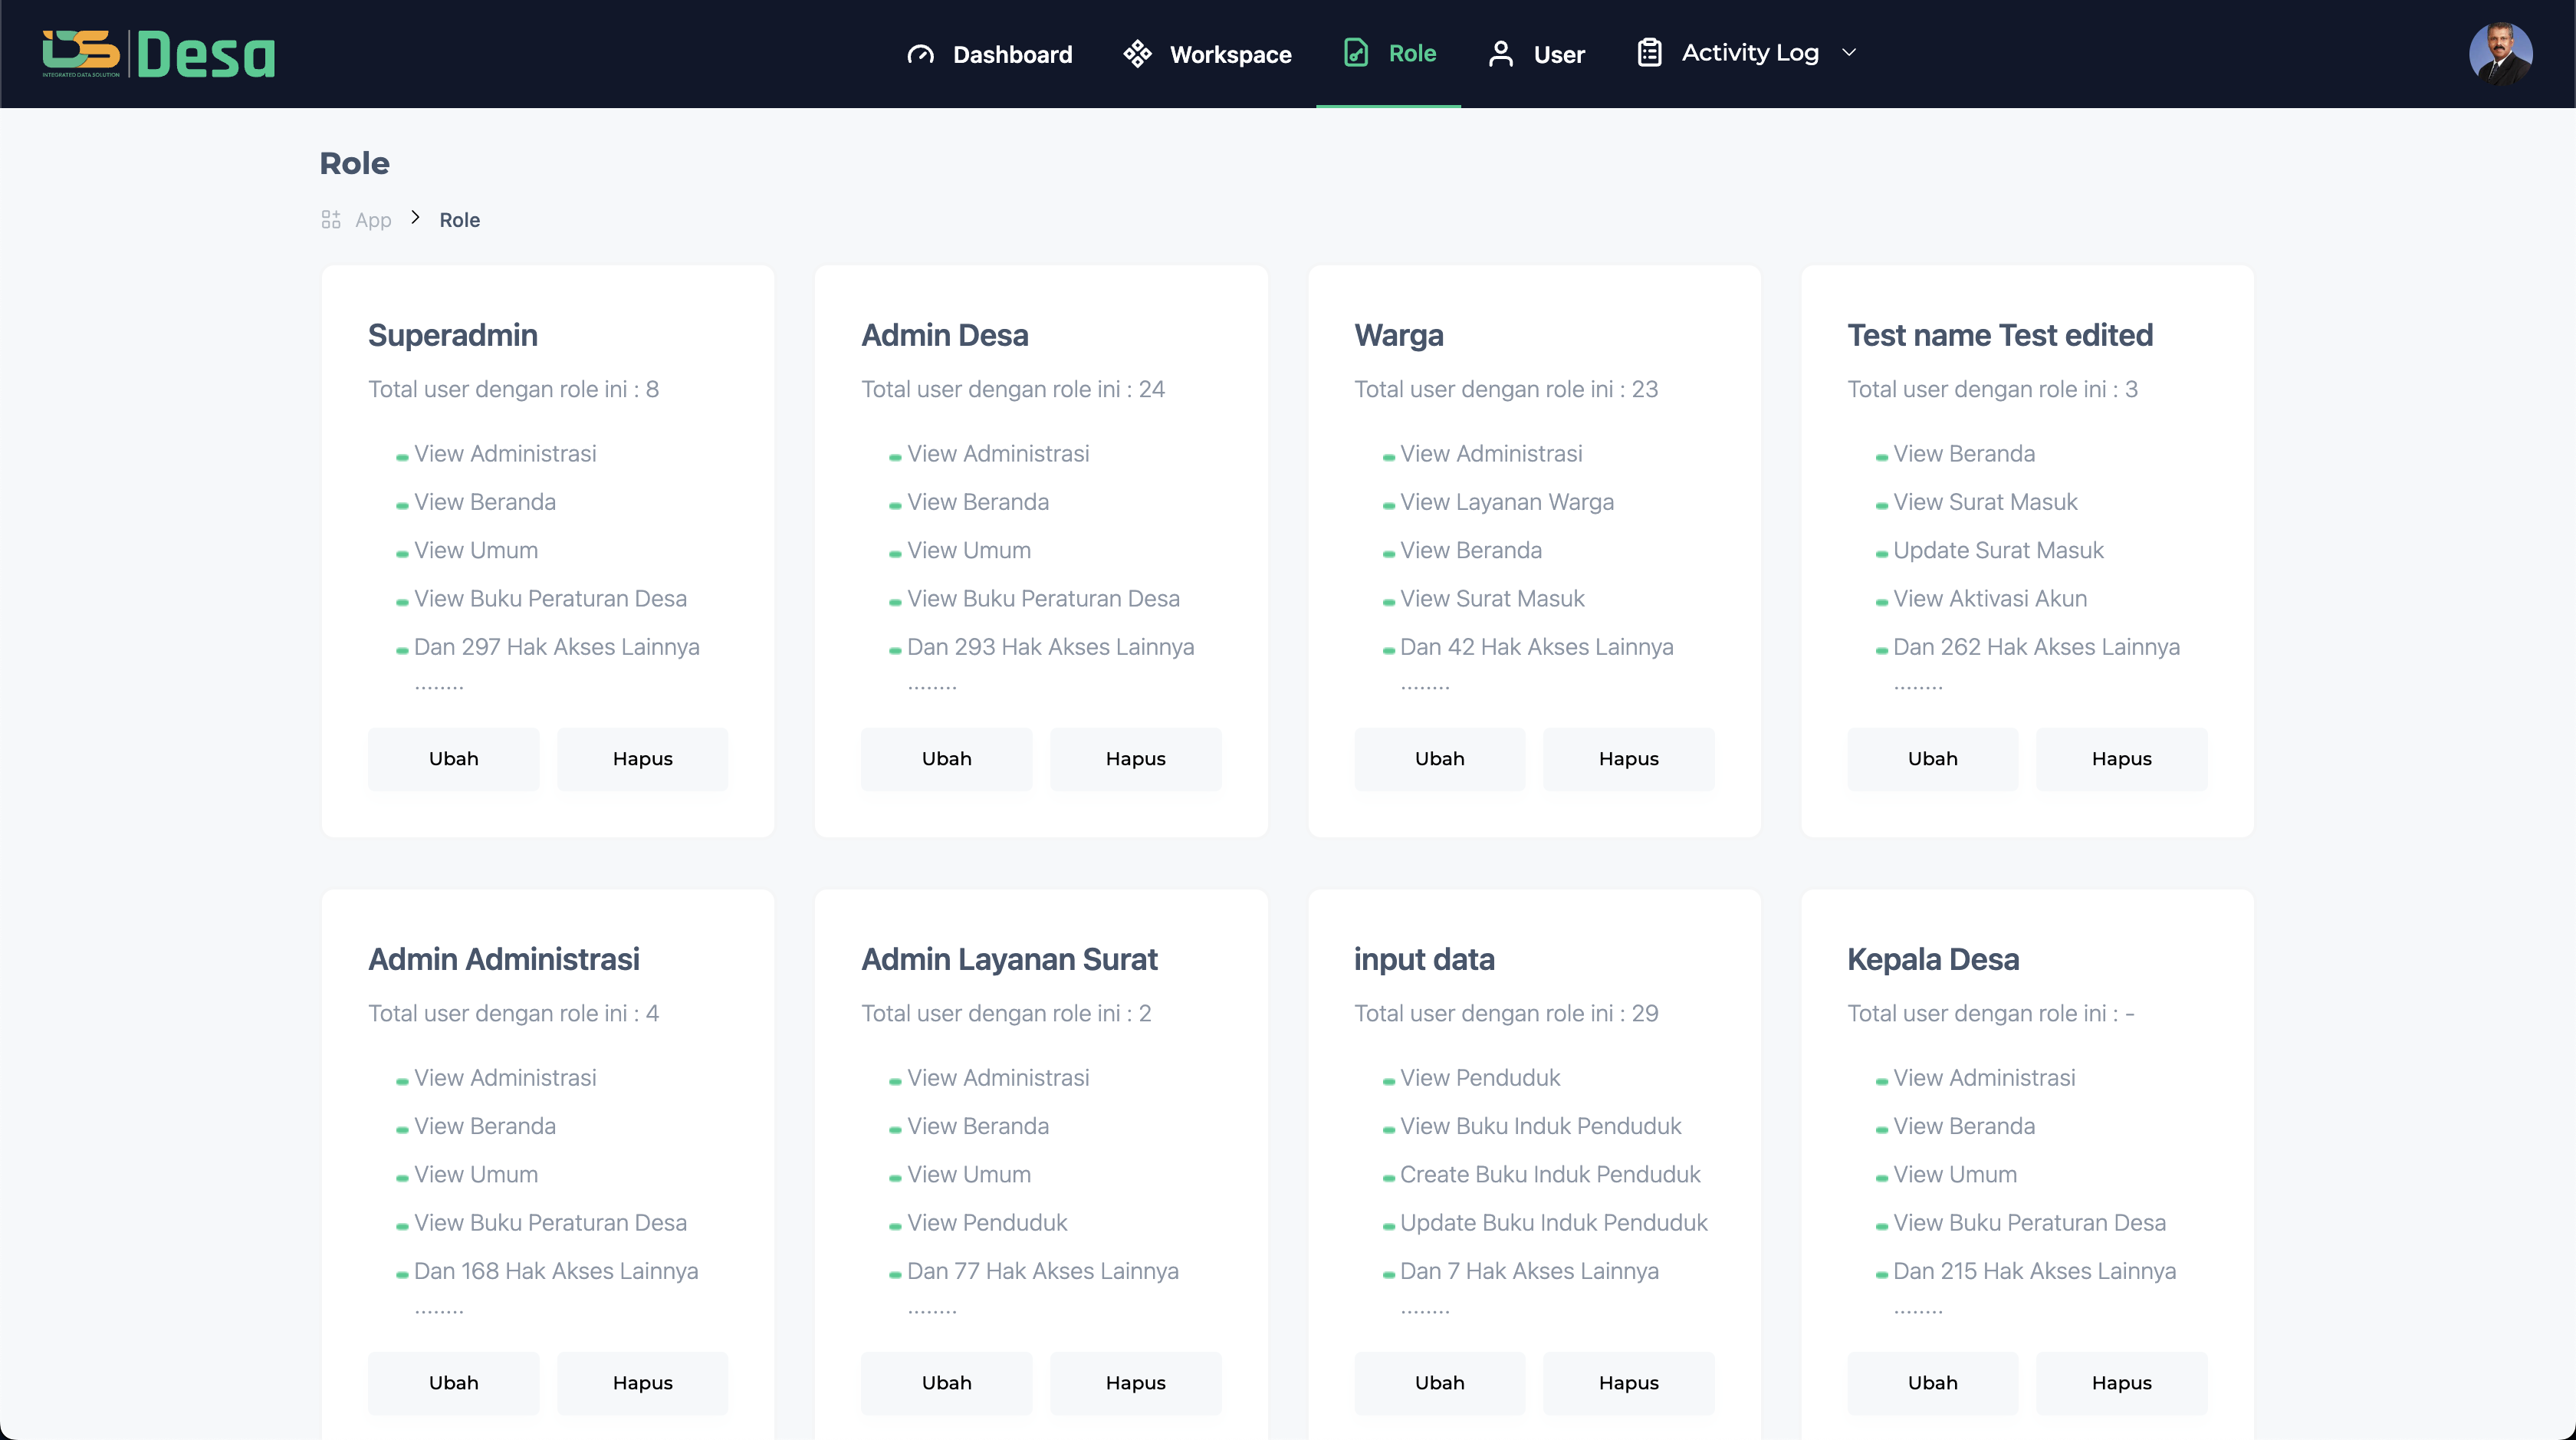 iDS Desa
INTEGRATED DATA SOLUTION
Dashboard
Workspace
Role
User
Activity Log
Role
App > Role
Superadmin
Total user dengan role ini : 8
View Administrasi
View Beranda
View Umum
View Buku Peraturan Desa
Dan 297 Hak Akses Lainnya
........
Ubah
Hapus
Admin Desa
Total user dengan role ini : 24
View Administrasi
View Beranda
View Umum
View Buku Peraturan Desa
Dan 293 Hak Akses Lainnya
........
Ubah
Hapus
Warga
Total user dengan role ini : 23
View Administrasi
View Layanan Warga
View Beranda
View Surat Masuk
Dan 42 Hak Akses Lainnya
........
Ubah
Hapus
Test name Test edited
Total user dengan role ini : 3
View Beranda
View Surat Masuk
Update Surat Masuk
View Aktivasi Akun
Dan 262 Hak Akses Lainnya
........
Ubah
Hapus
Admin Administrasi
Total user dengan role ini : 4
View Administrasi
View Beranda
View Umum
View Buku Peraturan Desa
Dan 168 Hak Akses Lainnya
........
Ubah
Hapus
Admin Layanan Surat
Total user dengan role ini : 2
View Administrasi
View Beranda
View Umum
View Penduduk
Dan 77 Hak Akses Lainnya
........
Ubah
Hapus
input data
Total user dengan role ini : 29
View Penduduk
View Buku Induk Penduduk
Create Buku Induk Penduduk
Update Buku Induk Penduduk
Dan 7 Hak Akses Lainnya
........
Ubah
Hapus
Kepala Desa
Total user dengan role ini : -
View Administrasi
View Beranda
View Umum
View Buku Peraturan Desa
Dan 215 Hak Akses Lainnya
........
Ubah
Hapus